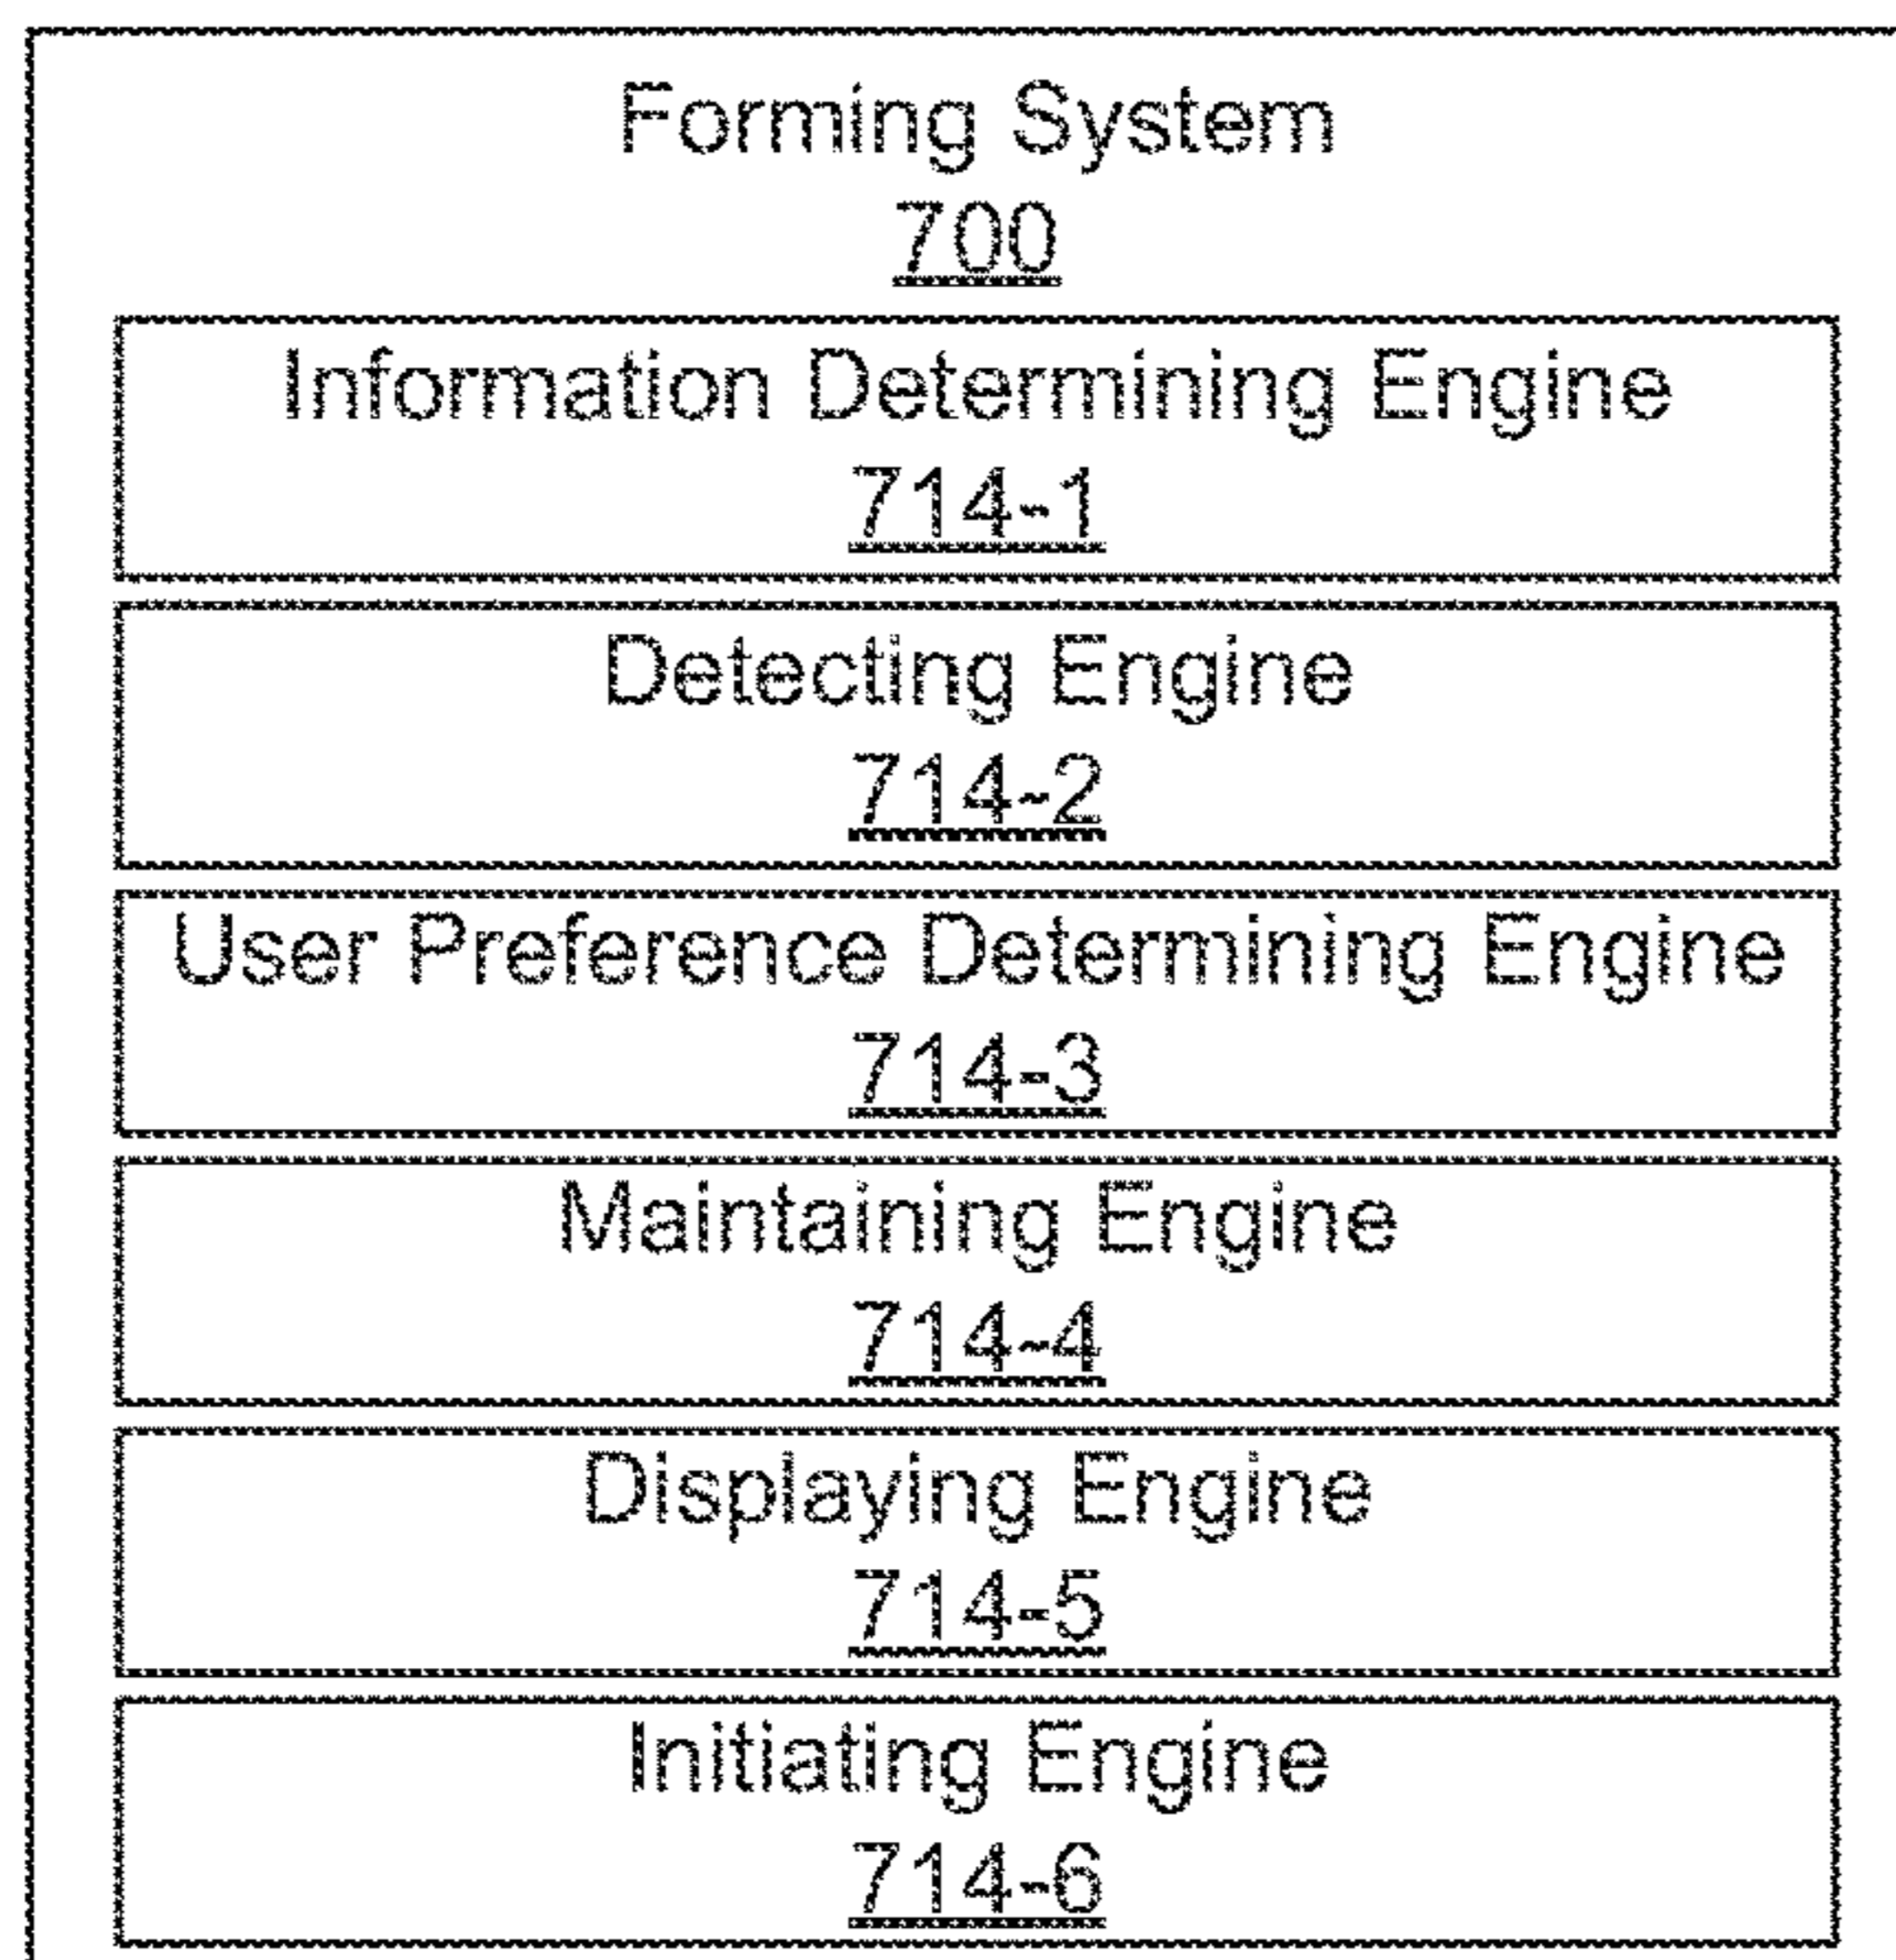 Forming System
700
Information Determining Engine
714-1
Detecting Engine
714-2
User Preference Determining Engine
714-3
Maintaining Engine
714-4
Displaying Engine
714-5
Initiating Engine
714-6